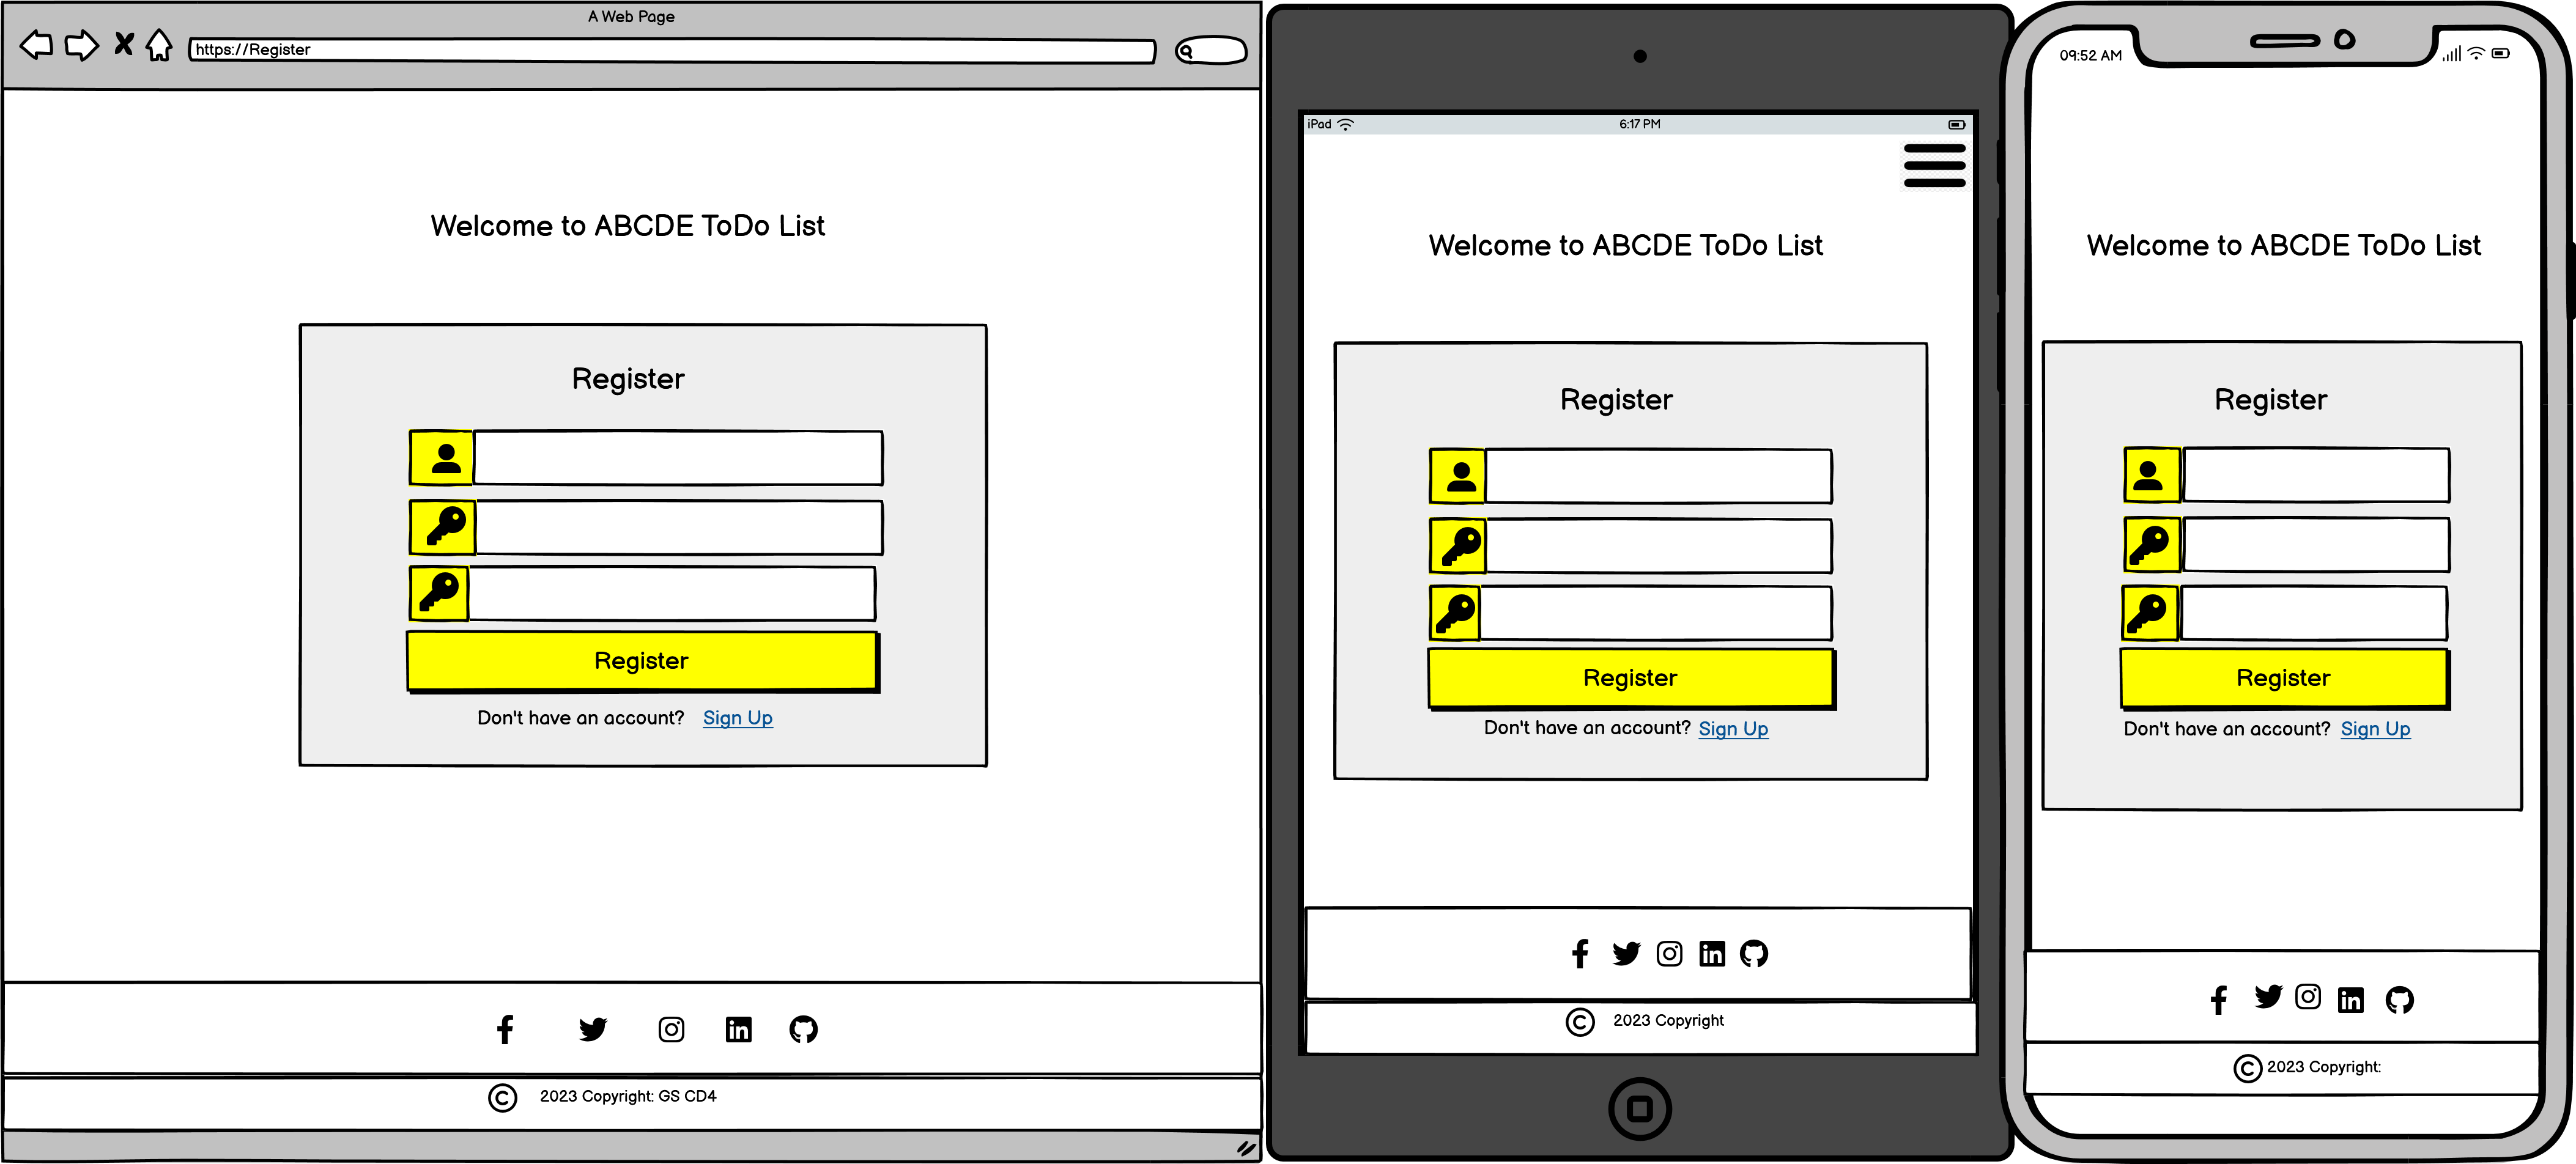 A Web Page
https://Register
Welcome to ABCDE ToDo List
Register
Register
Don't have an account? Sign Up
2023 Copyright: GS CD4
iPad 6:17 PM
Welcome to ABCDE ToDo List
Register
Register
Don't have an account? Sign Up
2023 Copyright
09:52 AM
Welcome to ABCDE ToDo List
Register
Register
Don't have an account? Sign Up
2023 Copyright: